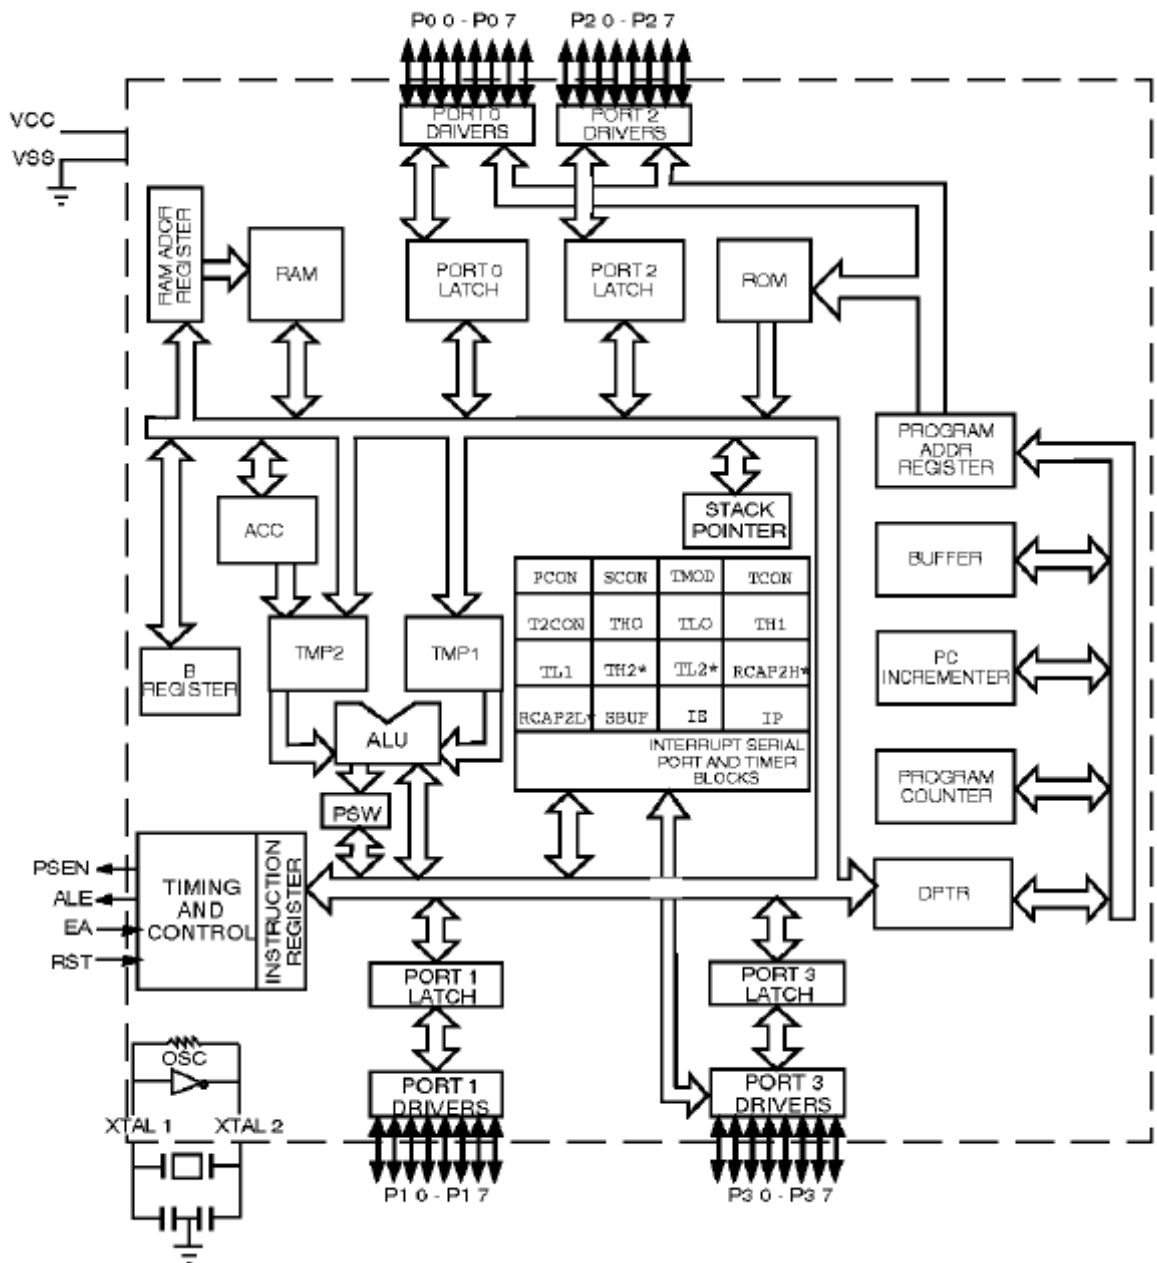 P0 0 - P0 7
P2 0 - P2 7
VCC
VSS
PORT 0
DRIVERS
PORT 2
DRIVERS
RAM ADDR
REGISTER
RAM
PORT 0
LATCH
PORT 2
LATCH
ROM
PROGRAM
ADDR
REGISTER
STACK
POINTER
ACC
BUFFER
PCON SCON TMOD TCON
T2CON TH0 TL0 TH1
TL1 TH2* TL2* RCAP2H*
RCAP2L* SBUF IE IP
INTERRUPT SERIAL
PORT AND TIMER
BLOCKS
TMP2
TMP1
B
REGISTER
PC
INCREMENTER
ALU
PROGRAM
COUNTER
PSW
PSEN
ALE
EA
RST
TIMING
AND
CONTROL
INSTRUCTION
REGISTER
DPTR
PORT 1
LATCH
PORT 3
LATCH
OSC
XTAL 1
XTAL 2
PORT 1
DRIVERS
PORT 3
DRIVERS
P1 0 - P1 7
P3 0 - P3 7